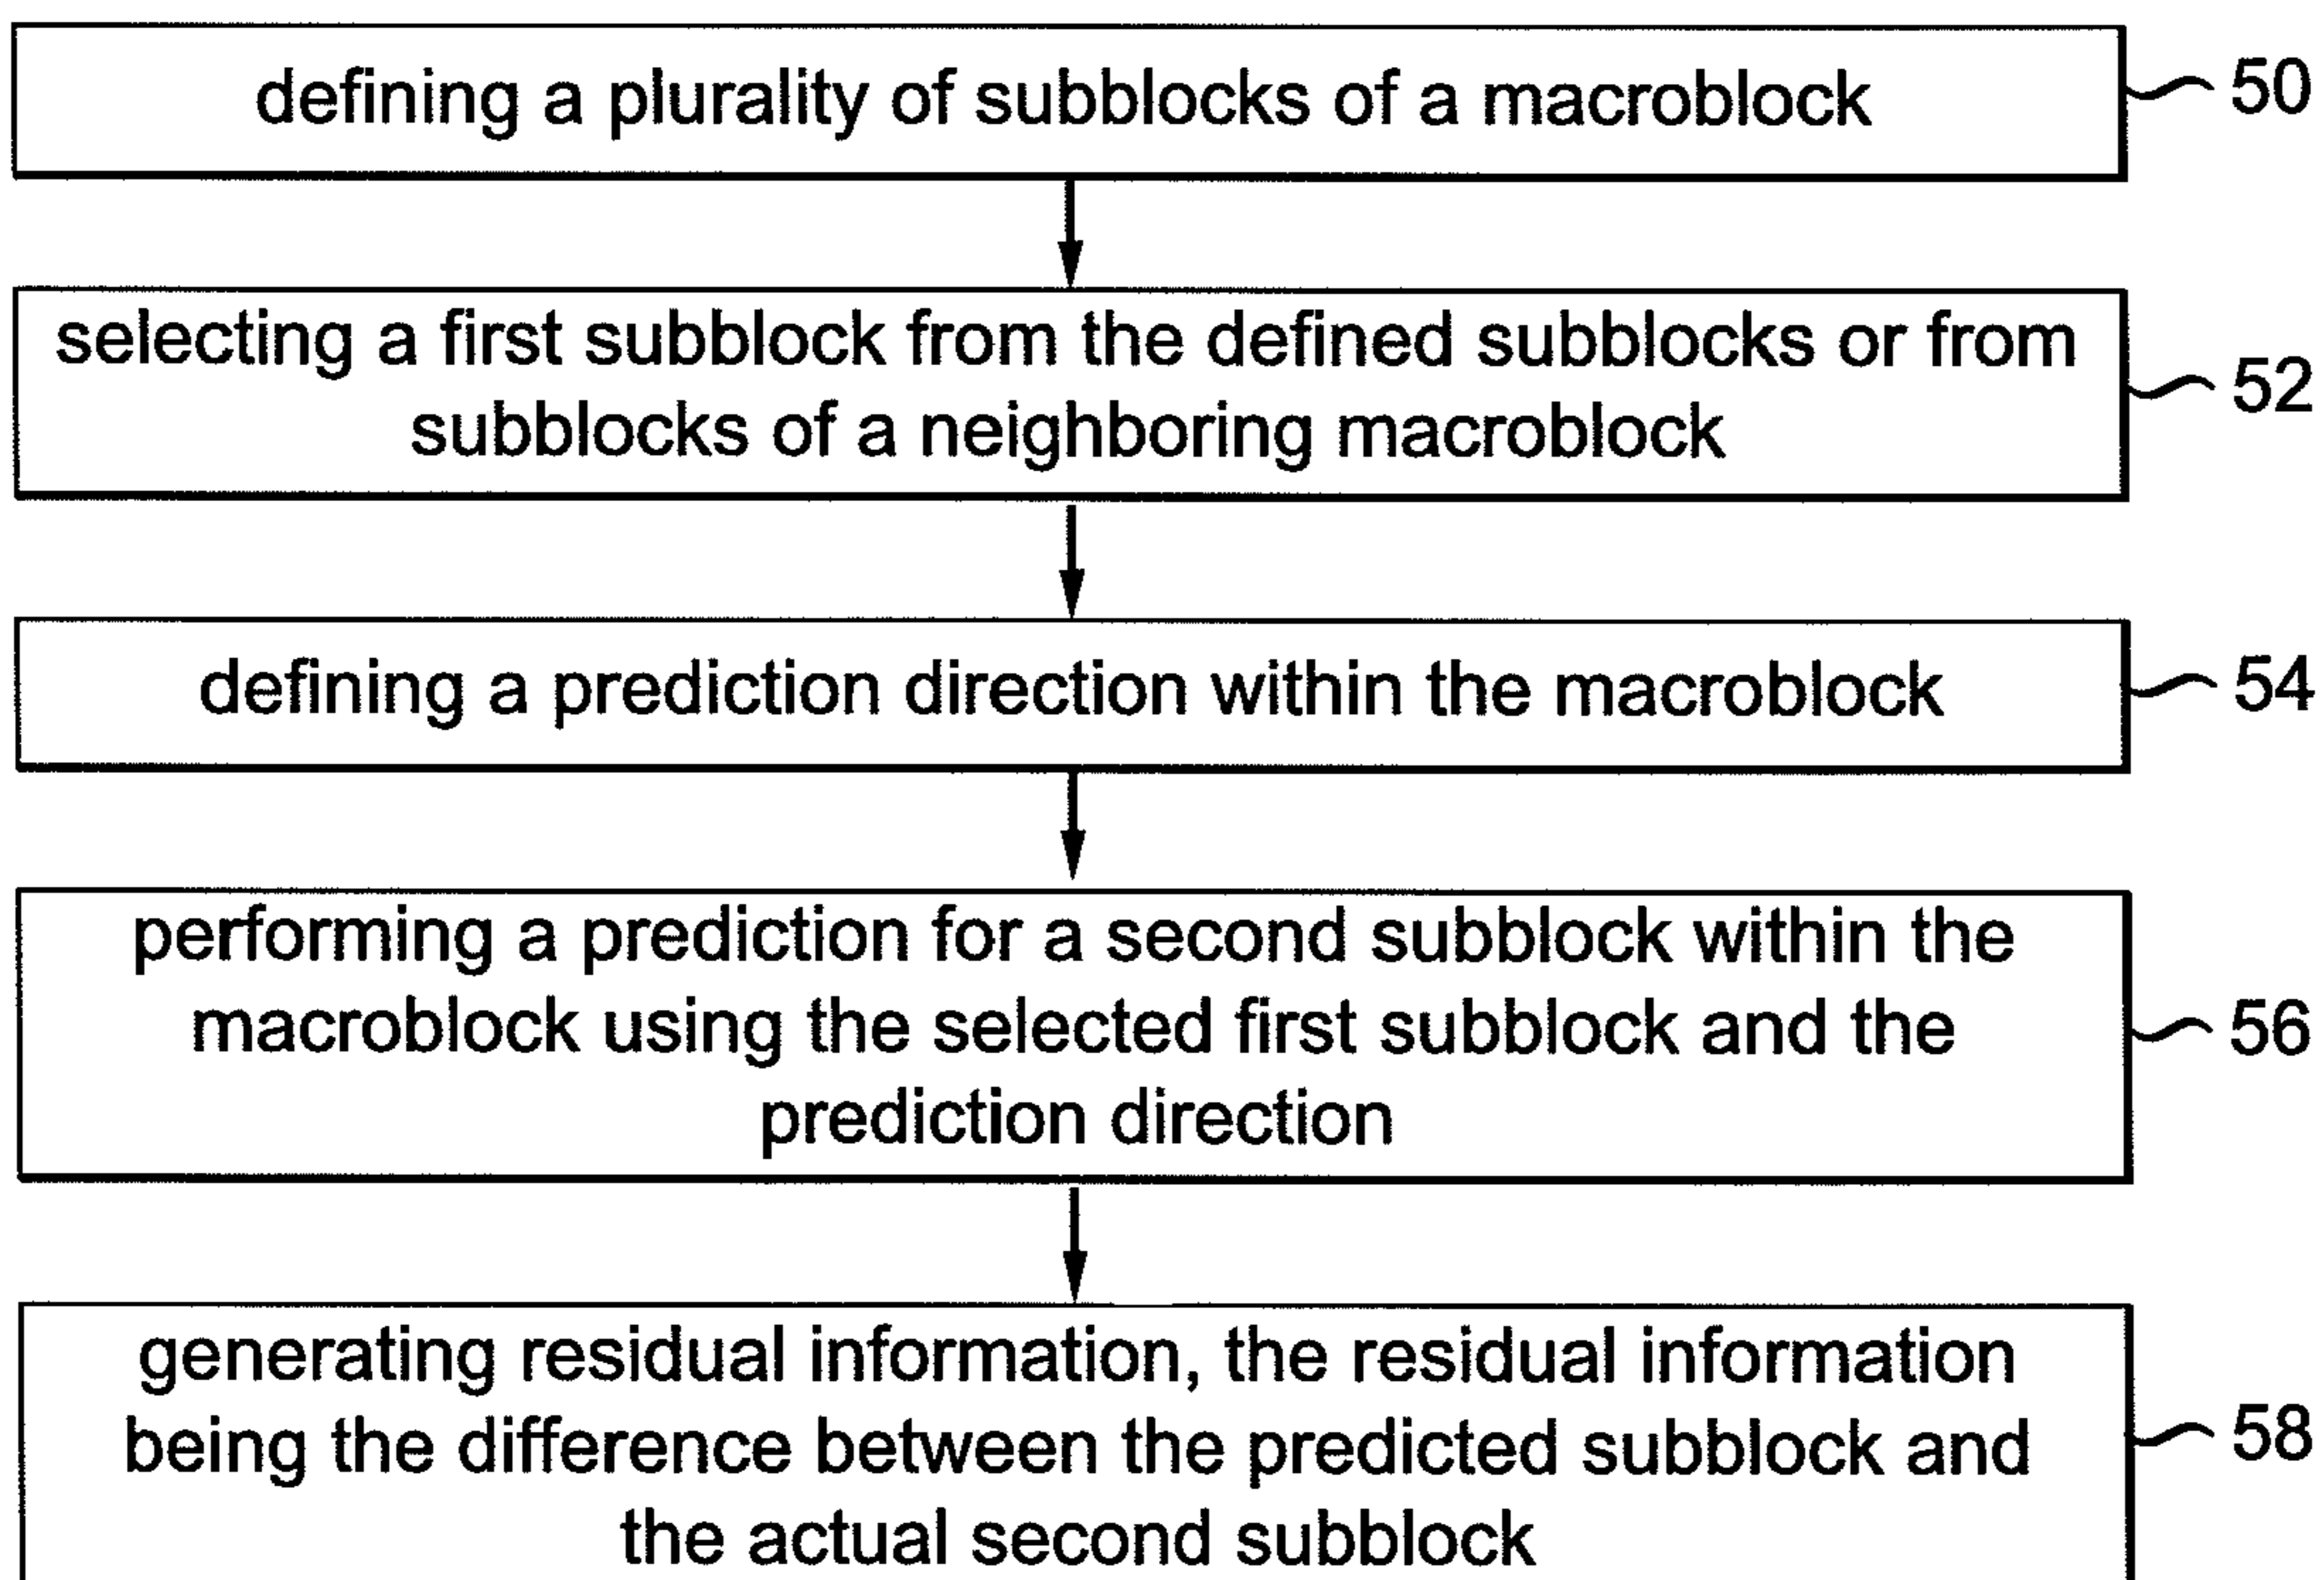 defining a plurality of subblocks of a macroblock
50
selecting a first subblock from the defined subblocks or from
subblocks of a neighboring macroblock
52
defining a prediction direction within the macroblock
54
performing a prediction for a second subblock within the
macroblock using the selected first subblock and the
prediction direction
56
generating residual information, the residual information
being the difference between the predicted subblock and
the actual second subblock
58